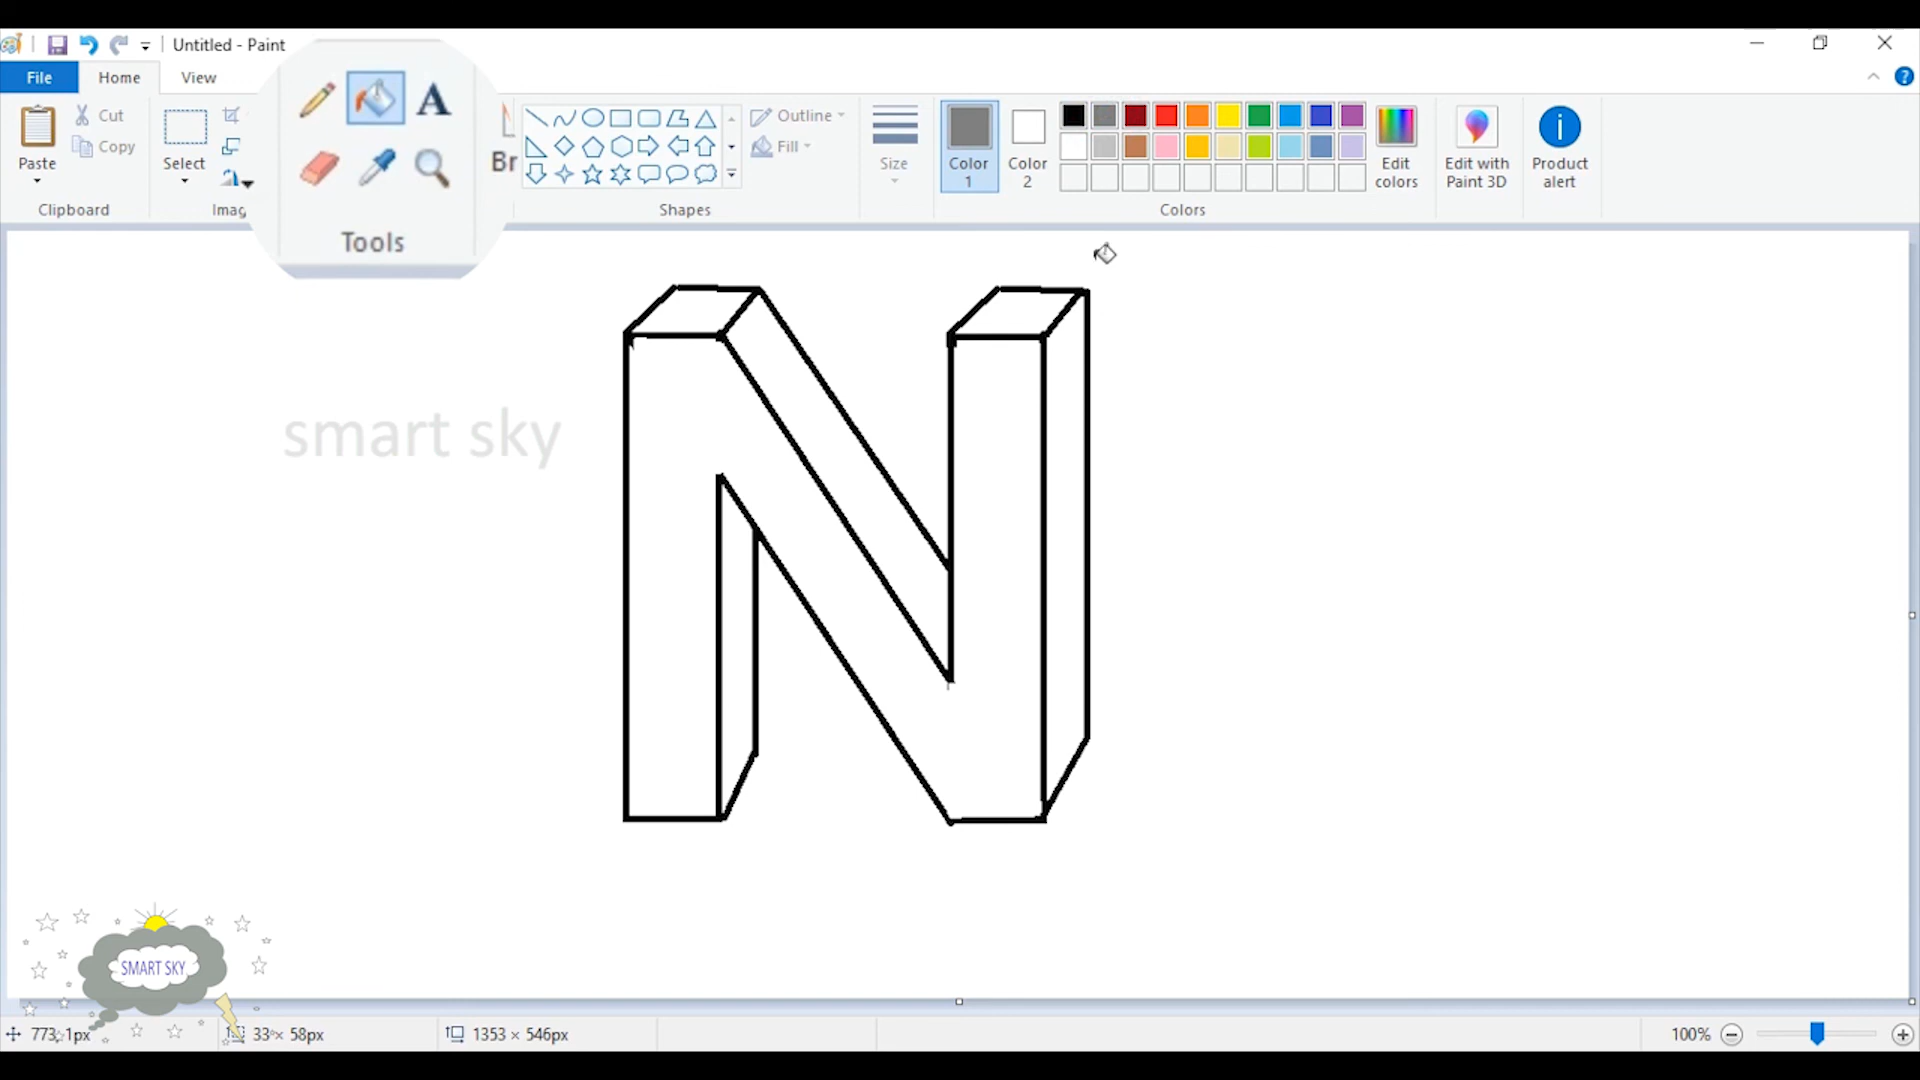 Untitled - Paint
File Home View
Paste
Cut
Copy
Clipboard
Select
Imag
A
Tools
Br
Shapes
Outline
Fill
Size
Color
1
Color
2
Edit
colors
Colors
Edit with
Paint 3D
Product
alert
smart sky
N
SMART SKY
773, 1px
33 × 58px
1353 × 546px
100%